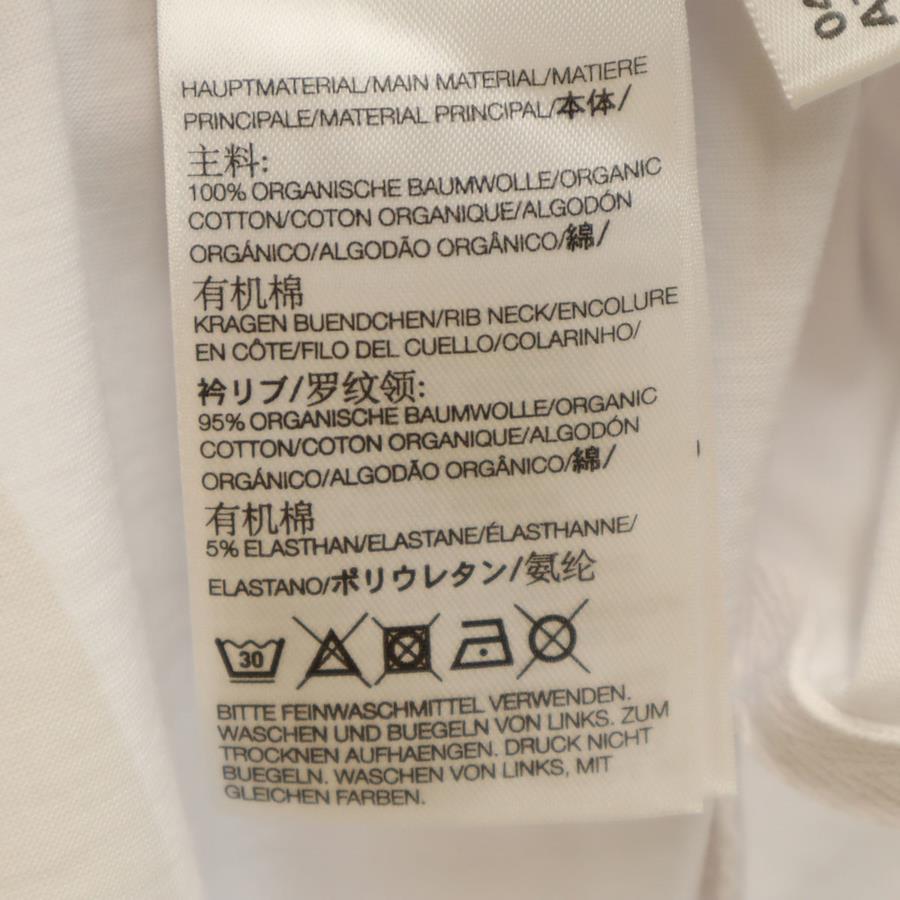 HAUPTMATERIAL/MAIN MATERIAL/MATIERE
PRINCIPALE/MATERIAL PRINCIPAL/本体/
主料:
100% ORGANISCHE BAUMWOLLE/ORGANIC
COTTON/COTON ORGANIQUE/ALGODÓN
ORGÁNICO/ALGODÃO ORGÂNICO/綿/
有机棉
KRAGEN BUENDCHEN/RIB NECK/ENCOLURE
EN CÔTE/FILO DEL CUELLO/COLARINHO/
衿リブ/罗纹领:
95% ORGANISCHE BAUMWOLLE/ORGANIC
COTTON/COTON ORGANIQUE/ALGODÓN
ORGÁNICO/ALGODÃO ORGÂNICO/綿/
有机棉
5% ELASTHAN/ELASTANE/ÉLASTHANNE/
ELASTANO/ポリウレタン/氨纶
30
BITTE FEINWASCHMITTEL VERWENDEN.
WASCHEN UND BUEGELN VON LINKS. ZUM
TROCKNEN AUFHAENGEN. DRUCK NICHT
BUEGELN. WASCHEN VON LINKS, MIT
GLEICHEN FARBEN.